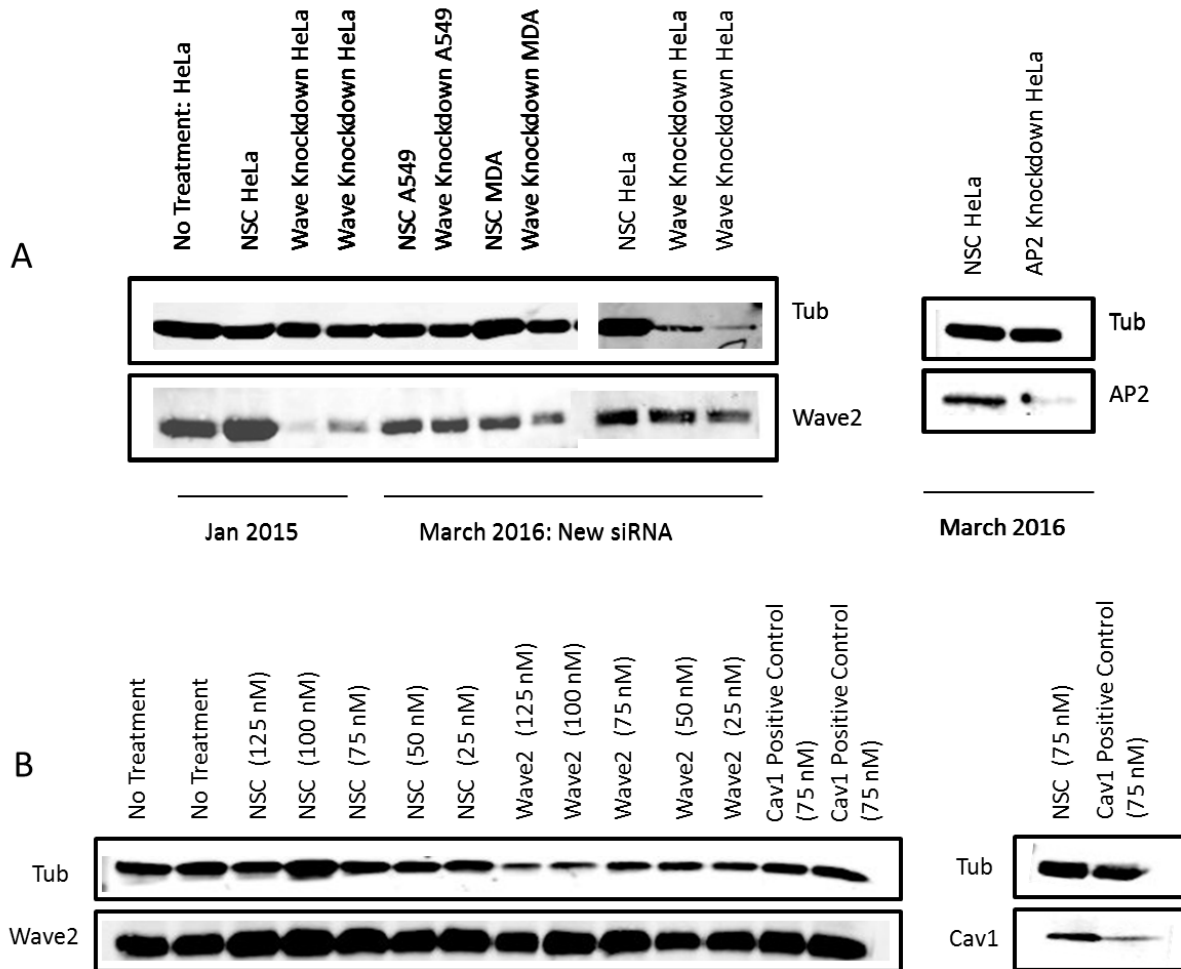 A
No Treatment: HeLa
NSC HeLa
Wave Knockdown HeLa
Wave Knockdown HeLa
NSC A549
Wave Knockdown A549
NSC MDA
Wave Knockdown MDA
NSC HeLa
Wave Knockdown HeLa
Wave Knockdown HeLa
NSC HeLa
AP2 Knockdown HeLa
Tub
Wave2
Tub
AP2
Jan 2015
March 2016: New siRNA
March 2016
B
No Treatment
No Treatment
NSC (125 nM)
NSC (100 nM)
NSC (75 nM)
NSC (50 nM)
NSC (25 nM)
Wave2 (125 nM)
Wave2 (100 nM)
Wave2 (75 nM)
Wave2 (50 nM)
Wave2 (25 nM)
Cav1 Positive Control
(75 nM)
Cav1 Positive Control
(75 nM)
NSC (75 nM)
Cav1 Positive Control
(75 nM)
Tub
Wave2
Tub
Cav1